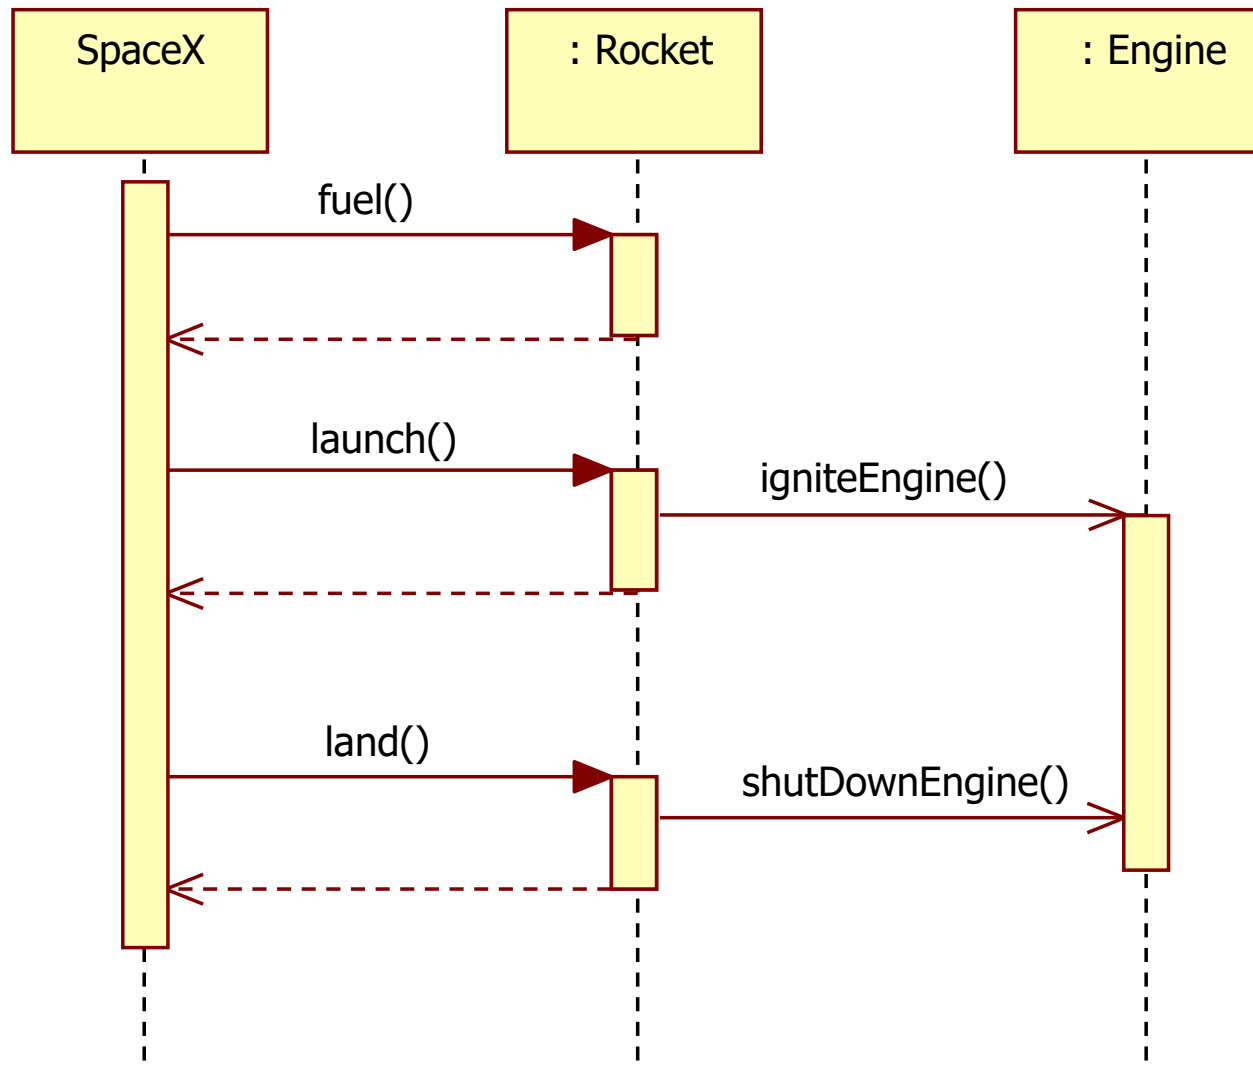 SpaceX
: Rocket
: Engine
fuel()
launch()
igniteEngine()
land()
shutDownEngine()